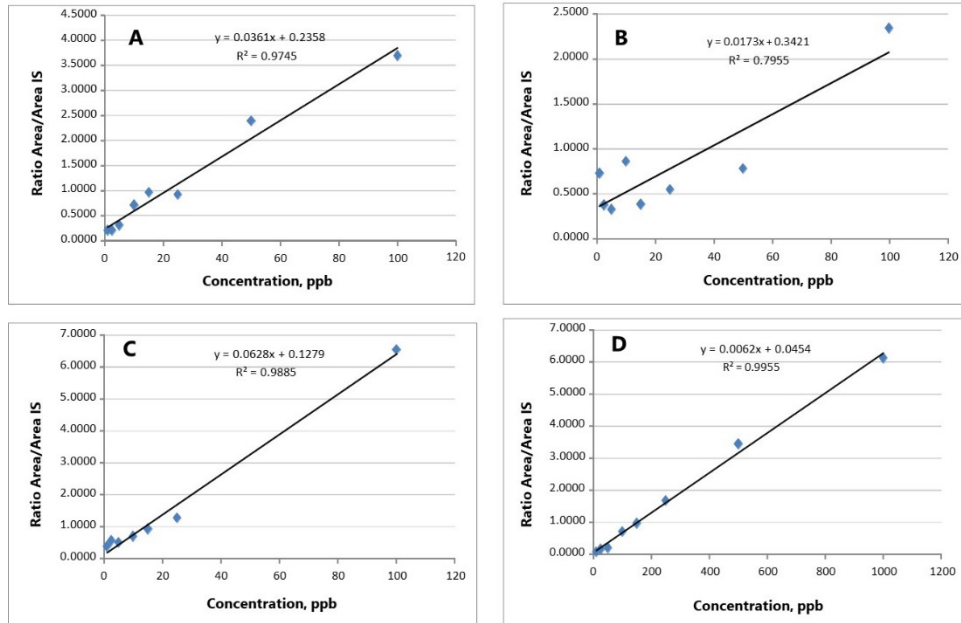 A
y = 0.0361x + 0.2358
R² = 0.9745
Ratio Area/Area IS
4.5000
4.0000
3.5000
3.0000
2.5000
2.0000
1.5000
1.0000
0.5000
0.0000
0 20 40 60 80 100 120
Concentration, ppb
B
y = 0.0173x + 0.3421
R² = 0.7955
Ratio Area/Area IS
2.5000
2.0000
1.5000
1.0000
0.5000
0.0000
0 20 40 60 80 100 120
Concentration, ppb
C
y = 0.0628x + 0.1279
R² = 0.9885
Ratio Area/Area IS
7.0000
6.0000
5.0000
4.0000
3.0000
2.0000
1.0000
0.0000
0 20 40 60 80 100 120
Concentration, ppb
D
y = 0.0062x + 0.0454
R² = 0.9955
Ratio Area/Area IS
7.0000
6.0000
5.0000
4.0000
3.0000
2.0000
1.0000
0.0000
0 200 400 600 800 1000 1200
Concentration, ppb